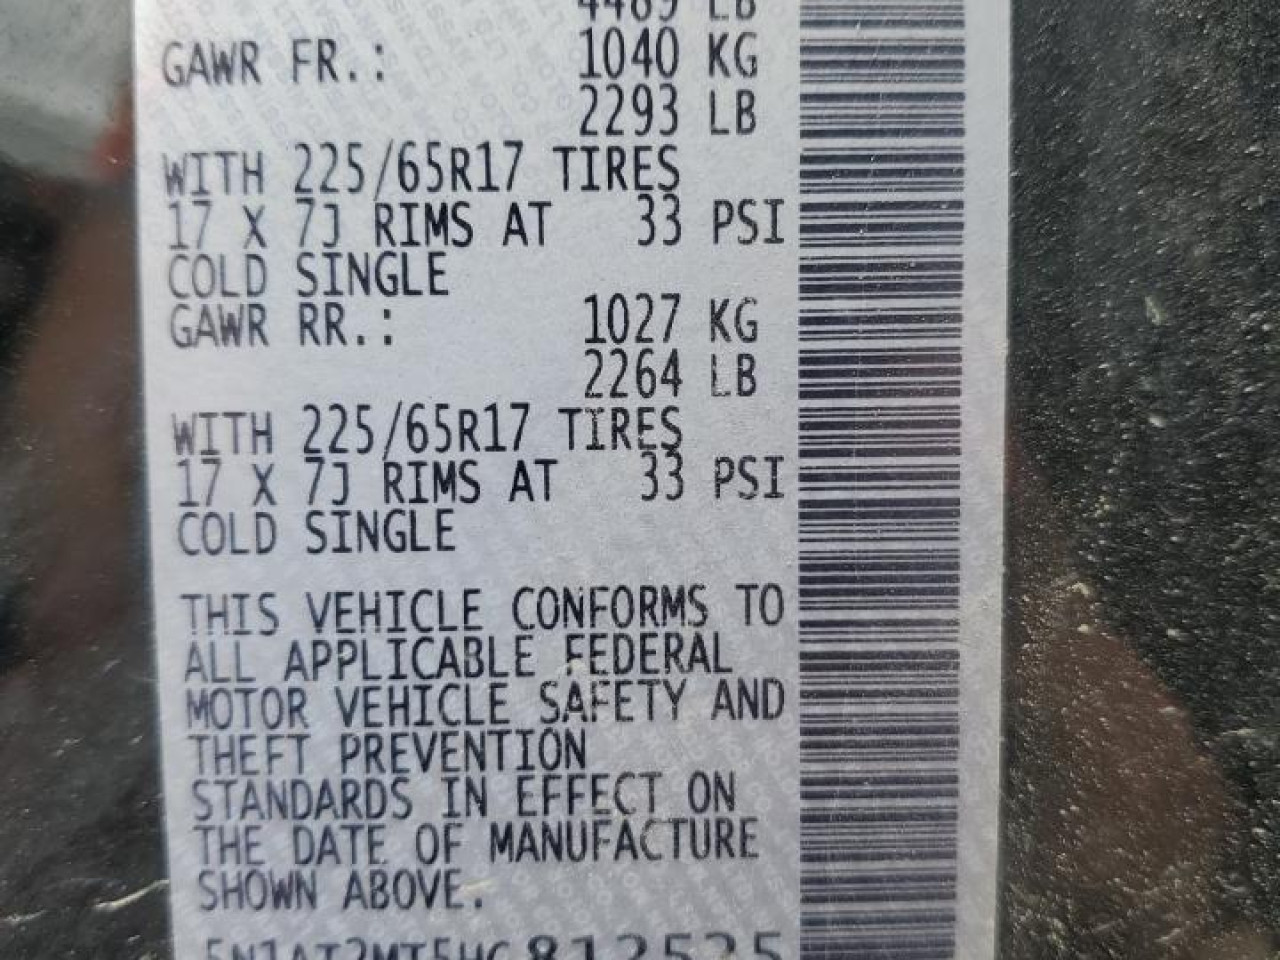 4489 LB
GAWR FR.: 1040 KG
2293 LB
WITH 225/65R17 TIRES
17 X 7J RIMS AT 33 PSI
COLD SINGLE
GAWR RR.: 1027 KG
2264 LB
WITH 225/65R17 TIRES
17 X 7J RIMS AT 33 PSI
COLD SINGLE
THIS VEHICLE CONFORMS TO
ALL APPLICABLE FEDERAL
MOTOR VEHICLE SAFETY AND
THEFT PREVENTION
STANDARDS IN EFFECT ON
THE DATE OF MANUFACTURE
SHOWN ABOVE.
5N1AT2MT5HC812525